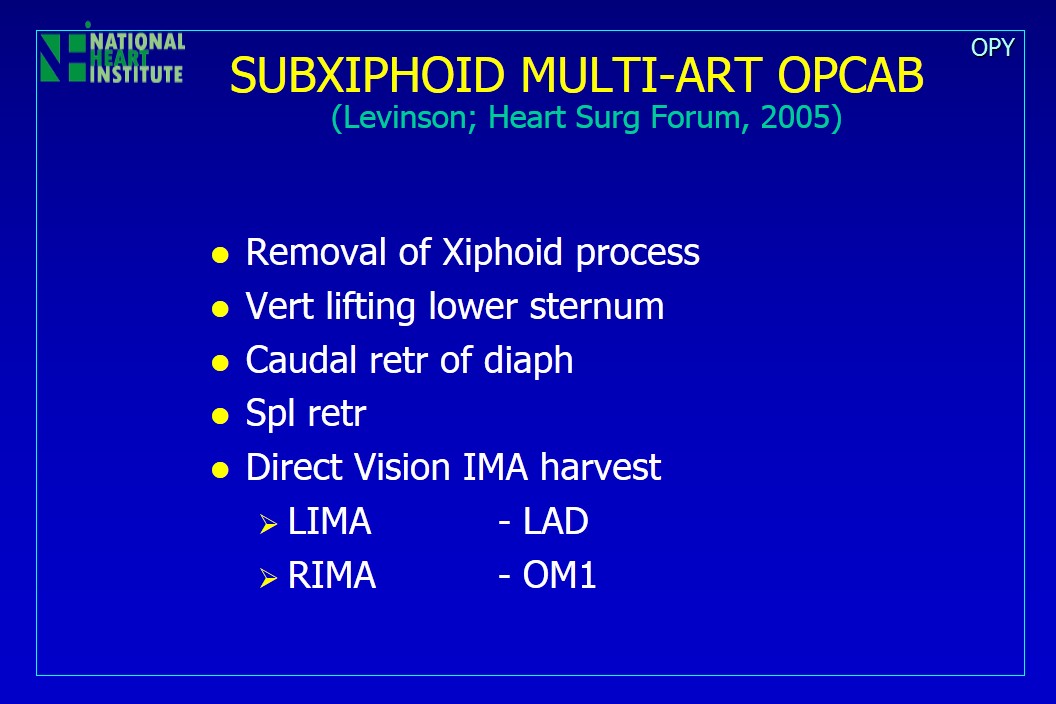 NATIONAL
HEART
INSTITUTE
OPY
SUBXIPHOID MULTI-ART OPCAB
(Levinson; Heart Surg Forum, 2005)
Removal of Xiphoid process
Vert lifting lower sternum
Caudal retr of diaph
Spl retr
Direct Vision IMA harvest
LIMA - LAD
RIMA - OM1